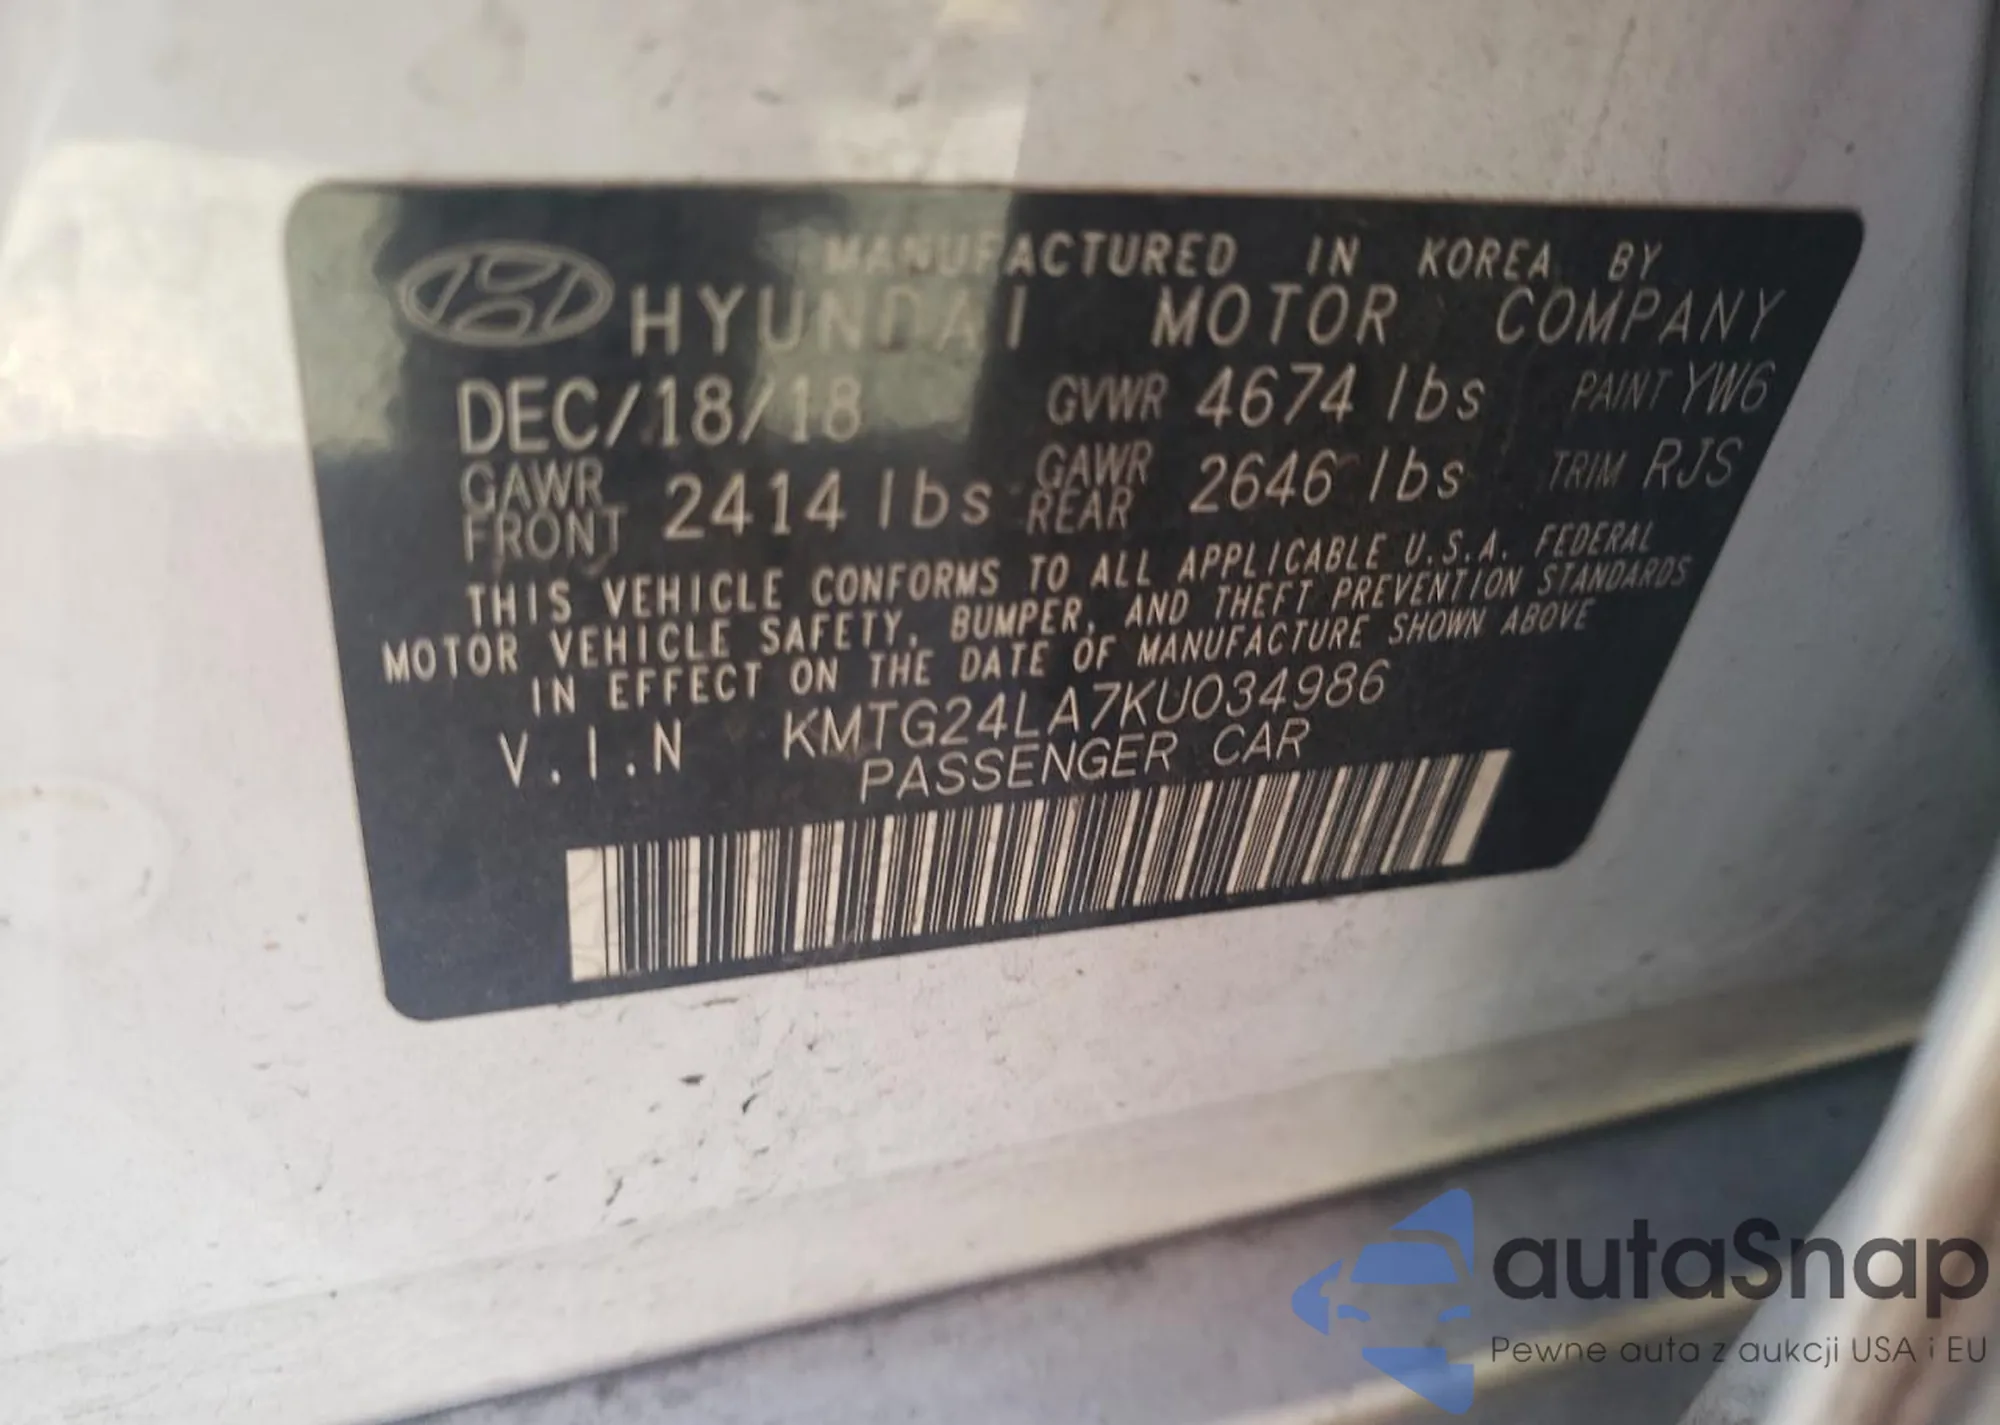 MANUFACTURED IN KOREA BY
HYUNDAI MOTOR COMPANY
DEC/18/18 GVWR 4674 lbs PAINT YW6
GAWR FRONT 2414 lbs GAWR REAR 2646 lbs TRIM RJS
THIS VEHICLE CONFORMS TO ALL APPLICABLE U.S.A. FEDERAL
MOTOR VEHICLE SAFETY, BUMPER, AND THEFT PREVENTION STANDARDS
IN EFFECT ON THE DATE OF MANUFACTURE SHOWN ABOVE
V.I.N KMTG24LA7KU034986
PASSENGER CAR
autaSnap
Pewne auta z aukcji USA i EU